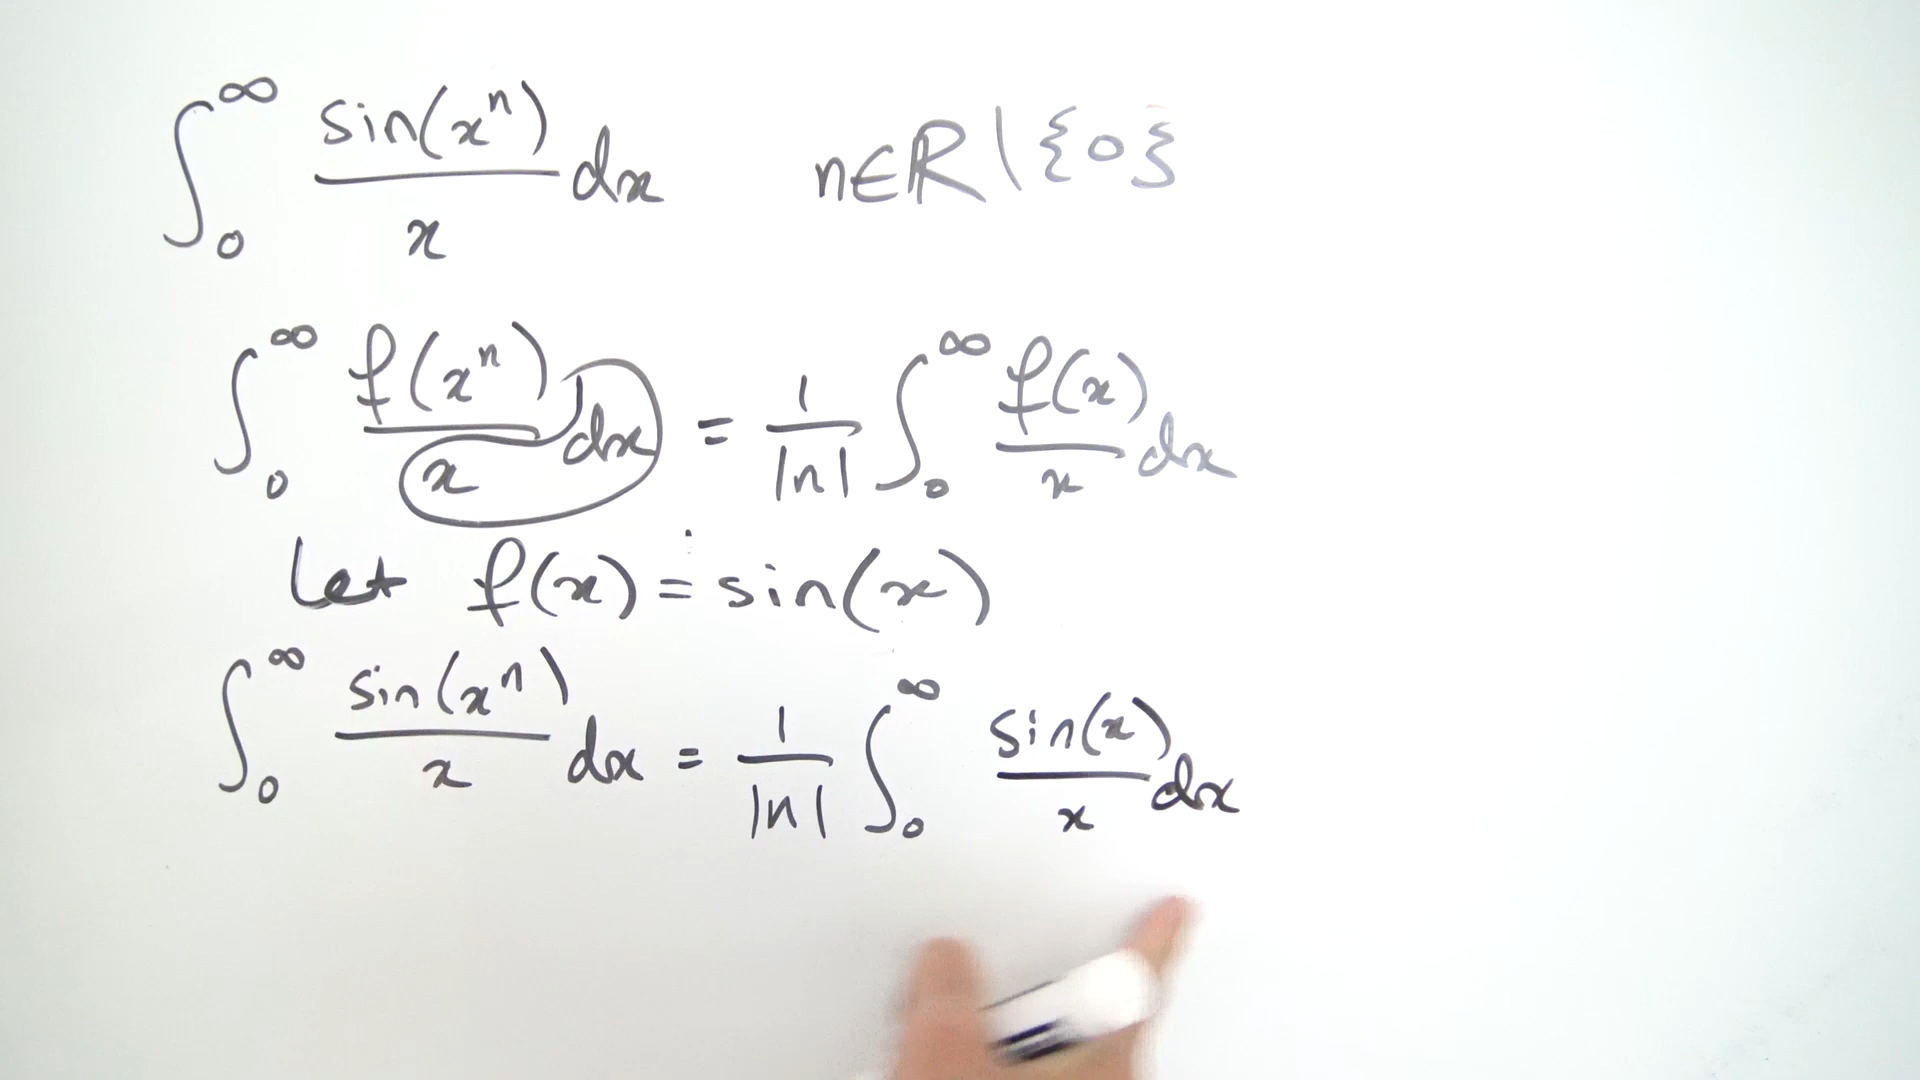 ∫₀^∞ sin(xⁿ)/x dx n∈ℝ\{0}
∫₀^∞ f(xⁿ)/x dx = 1/|n| ∫₀^∞ f(x)/x dx
Let f(x) = sin(x)
∫₀^∞ sin(xⁿ)/x dx = 1/|n| ∫₀^∞ sin(x)/x dx